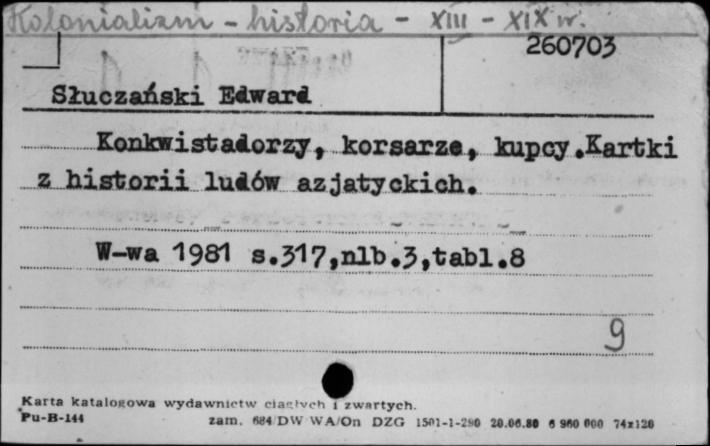 Kolonializm - historia - XIII - XIX w.
260703
Słuczański Edward
Konkwistadorzy, korsarze, kupcy.Kartki
z historii ludów azjatyckich.
W-wa 1981 s.317,nlb.3,tabl.8
9
Karta katalogowa wydawnictw ciągłych i zwartych.
Pu-B-144 zam. 684/DW WA/On DZG 1501-1-280 20.06.80 6 960 000 74x120